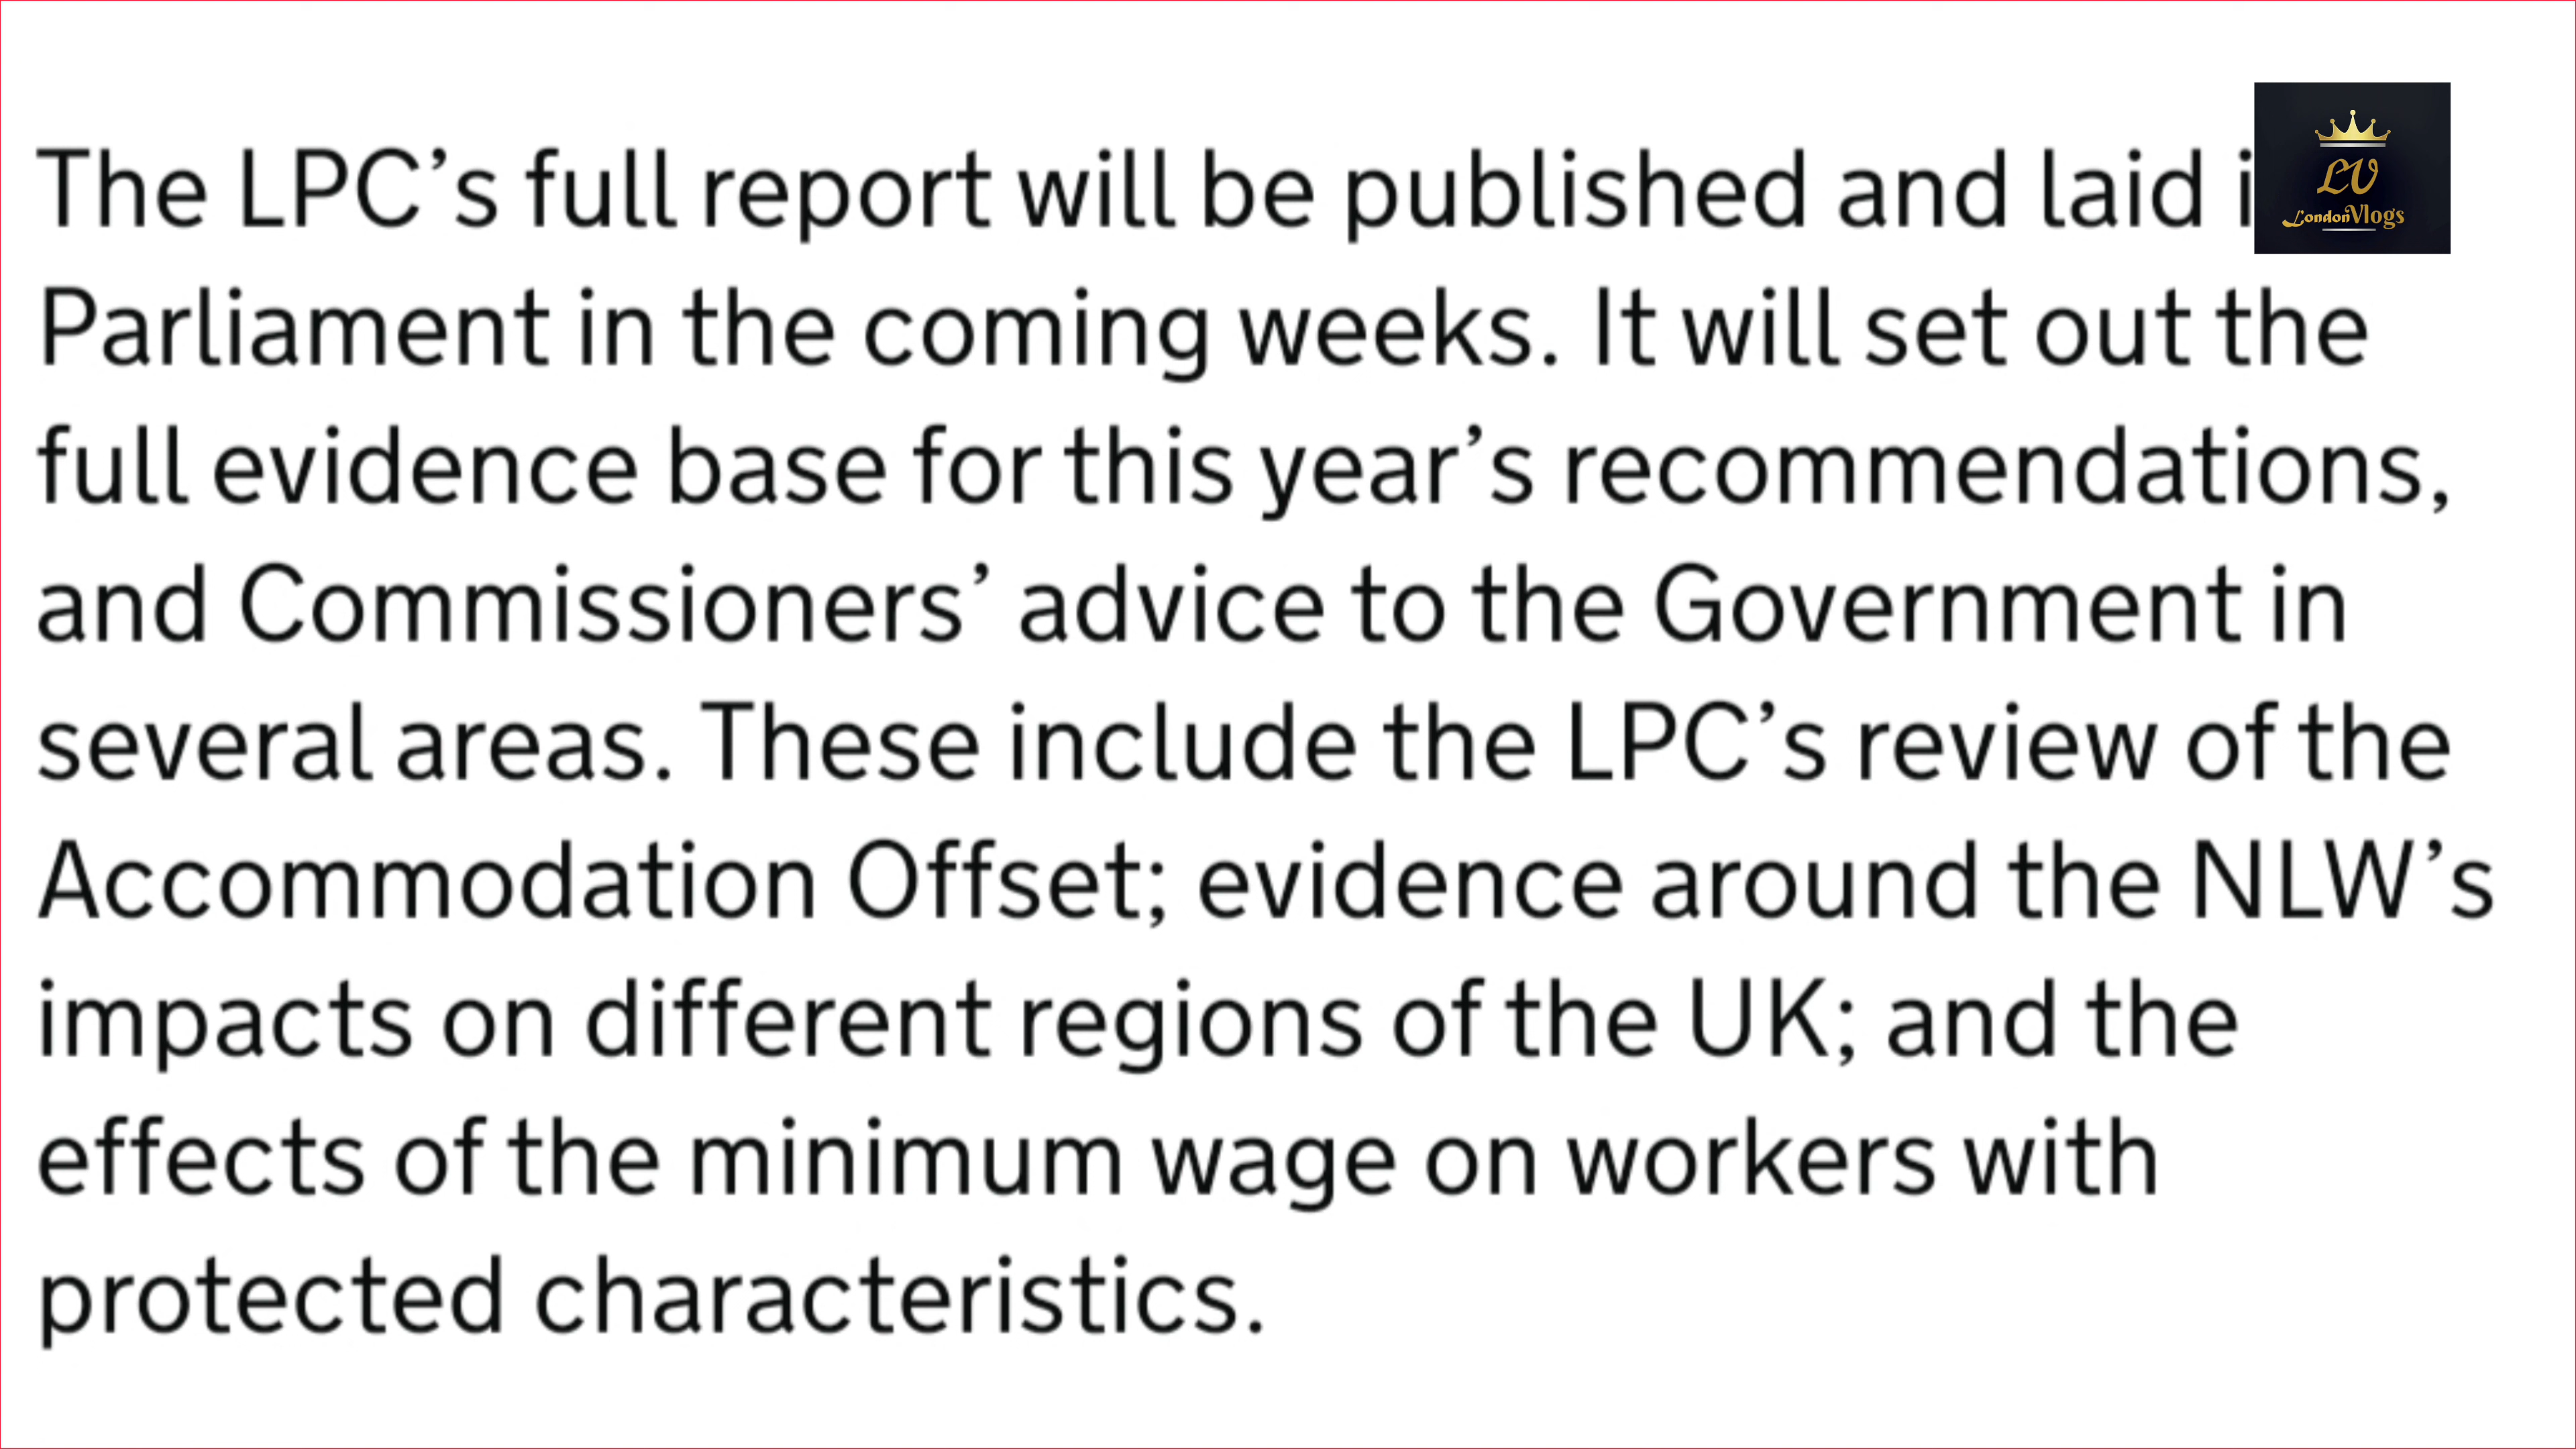 The LPC’s full report will be published and laid i
Parliament in the coming weeks. It will set out the
full evidence base for this year’s recommendations,
and Commissioners’ advice to the Government in
several areas. These include the LPC’s review of the
Accommodation Offset; evidence around the NLW’s
impacts on different regions of the UK; and the
effects of the minimum wage on workers with
protected characteristics.
LV
LondonVlogs